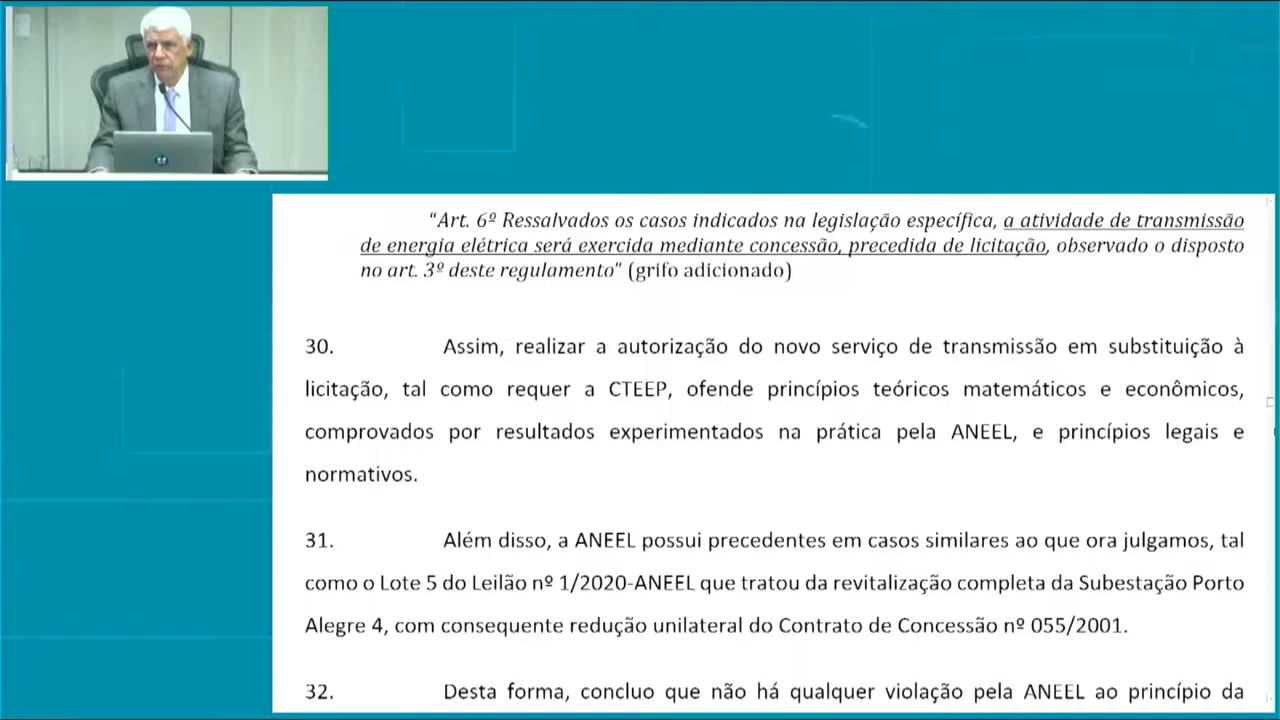 "Art. 6º Ressalvados os casos indicados na legislação específica, a atividade de transmissão
de energia elétrica será exercida mediante concessão, precedida de licitação, observado o disposto
no art. 3º deste regulamento" (grifo adicionado)
30. Assim, realizar a autorização do novo serviço de transmissão em substituição à
licitação, tal como requer a CTEEP, ofende princípios teóricos matemáticos e econômicos,
comprovados por resultados experimentados na prática pela ANEEL, e princípios legais e
normativos.
31. Além disso, a ANEEL possui precedentes em casos similares ao que ora julgamos, tal
como o Lote 5 do Leilão nº 1/2020-ANEEL que tratou da revitalização completa da Subestação Porto
Alegre 4, com consequente redução unilateral do Contrato de Concessão nº 055/2001.
32. Desta forma, concluo que não há qualquer violação pela ANEEL ao princípio da